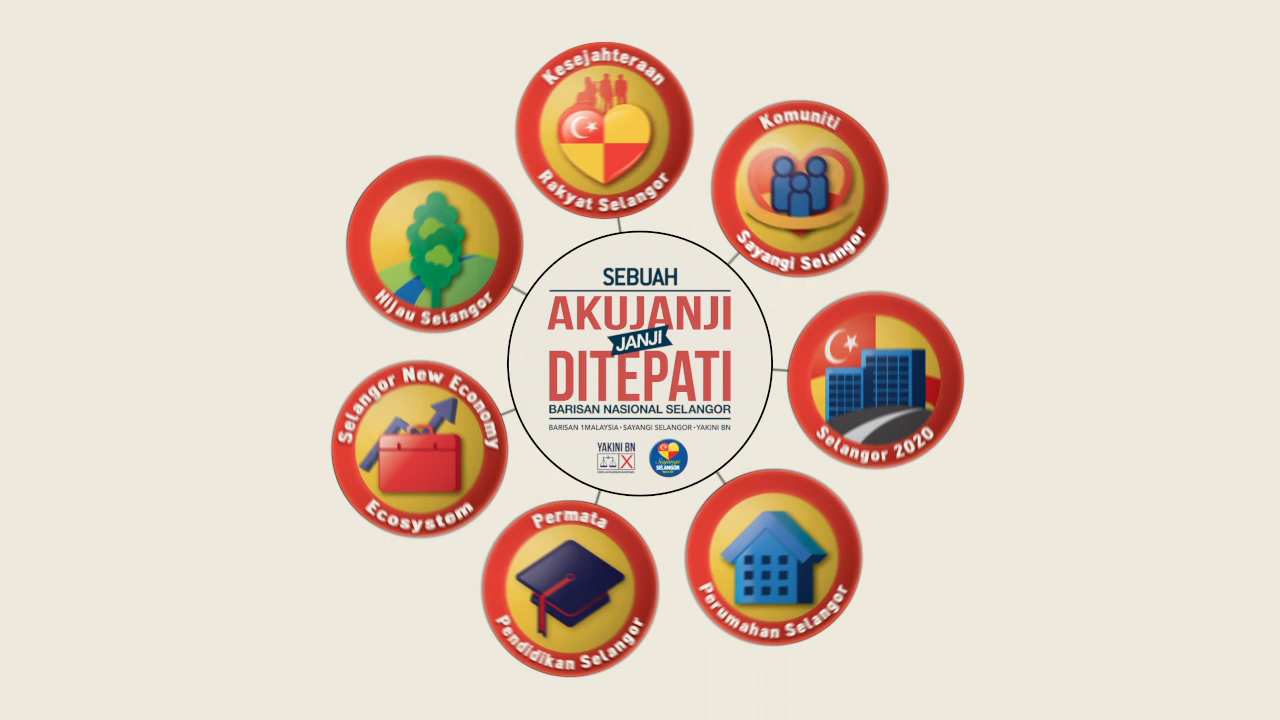 Kesejahteraan
Rakyat Selangor
Komuniti
Sayangi Selangor
Selangor 2020
Perumahan Selangor
Permata
Pendidikan Selangor
Selangor New Economy
Ecosystem
Hijau Selangor
SEBUAH
AKUJANJI
JANJI
DITEPATI
BARISAN NASIONAL SELANGOR
BARISAN 1MALAYSIA • SAYANGI SELANGOR • YAKINI BN
YAKINI BN
Sayangi
SELANGOR